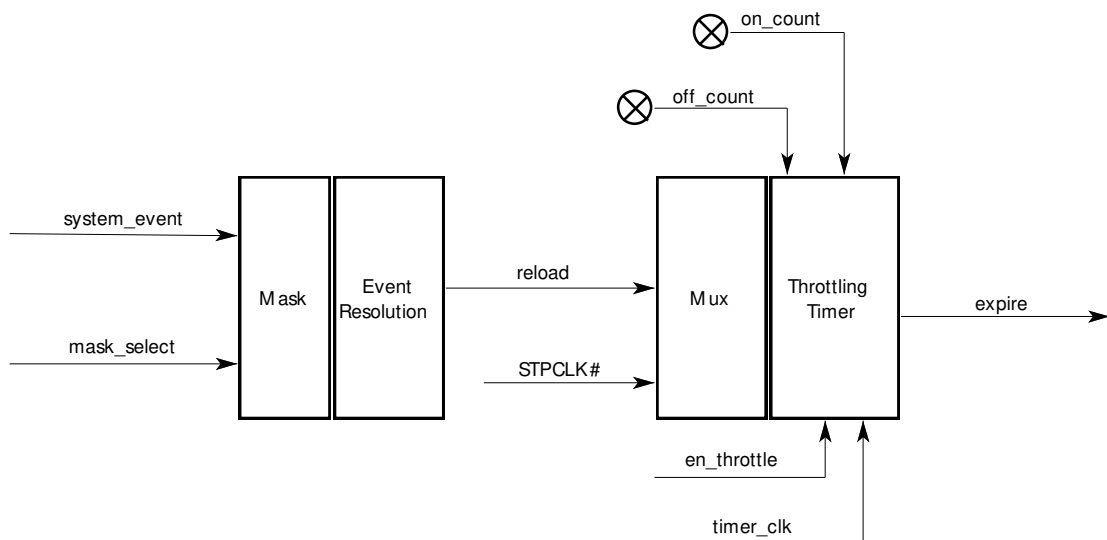 on_count
off_count
system_event
mask_select
Mask
Event
Resolution
reload
STPCLK#
Mux
Throttling
Timer
expire
en_throttle
timer_clk